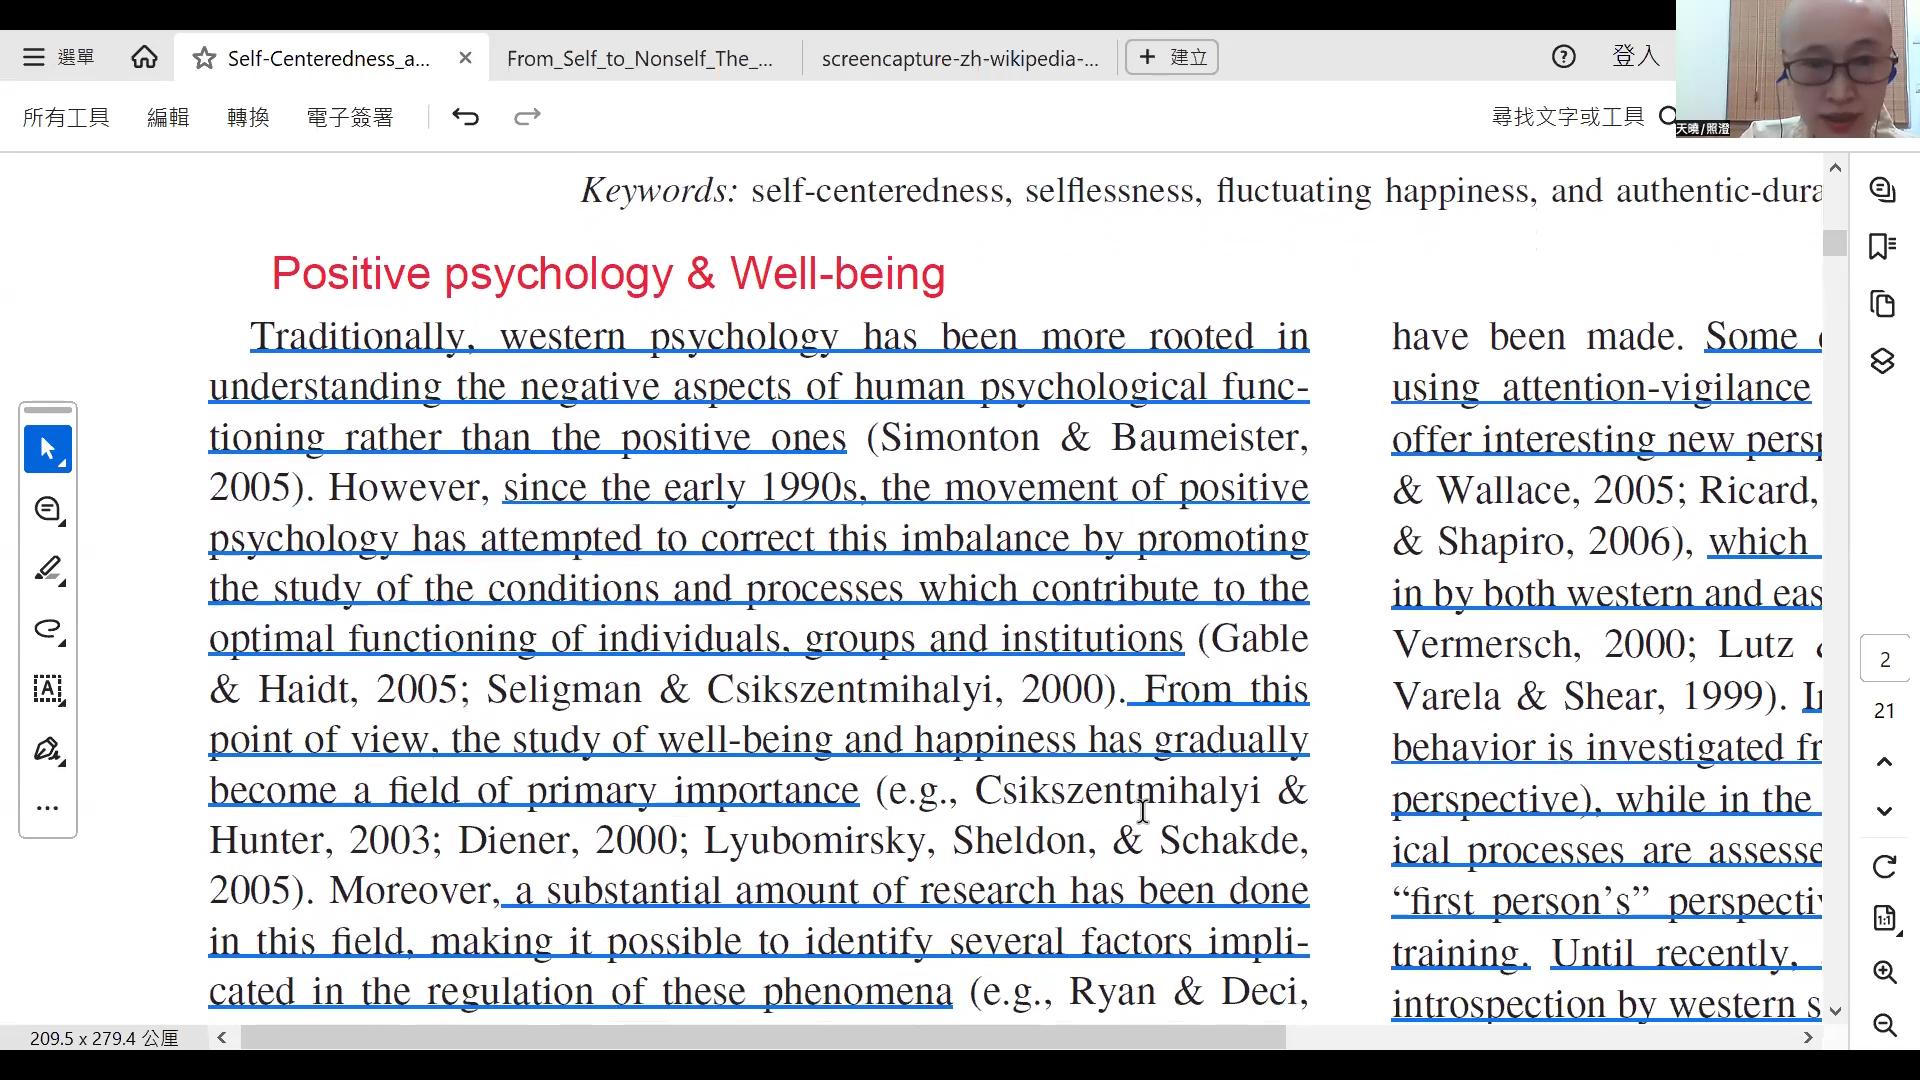 選單
Self-Centeredness_a...
From_Self_to_Nonself_The_...
screencapture-zh-wikipedia-...
建立
登入
所有工具
編輯
轉換
電子簽署
尋找文字或工具
天曉/照澄
Keywords: self-centeredness, selflessness, fluctuating happiness, and authentic-dura
Positive psychology & Well-being
Traditionally, western psychology has been more rooted in
understanding the negative aspects of human psychological func-
tioning rather than the positive ones (Simonton & Baumeister,
2005). However, since the early 1990s, the movement of positive
psychology has attempted to correct this imbalance by promoting
the study of the conditions and processes which contribute to the
optimal functioning of individuals, groups and institutions (Gable
& Haidt, 2005; Seligman & Csikszentmihalyi, 2000). From this
point of view, the study of well-being and happiness has gradually
become a field of primary importance (e.g., Csikszentmihalyi &
Hunter, 2003; Diener, 2000; Lyubomirsky, Sheldon, & Schakde,
2005). Moreover, a substantial amount of research has been done
in this field, making it possible to identify several factors impli-
cated in the regulation of these phenomena (e.g., Ryan & Deci,
have been made. Some
using attention-vigilance
offer interesting new pers
& Wallace, 2005; Ricard,
& Shapiro, 2006), which
in by both western and eas
Vermersch, 2000; Lutz
Varela & Shear, 1999). I
behavior is investigated f
perspective), while in the
ical processes are assesse
“first person’s” perspecti
training. Until recently,
introspection by western s
2
21
1:1
209.5 x 279.4 公厘